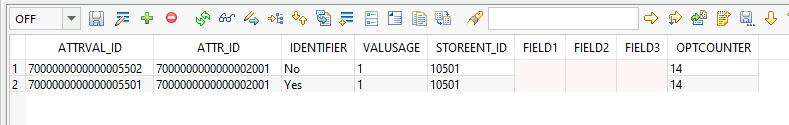 OFF
ATTRVAL_ID ATTR_ID IDENTIFIER VALUSAGE STOREENT_ID FIELD1 FIELD2 FIELD3 OPTCOUNTER
1 7000000000000005502 7000000000000002001 No 1 10501 14
2 7000000000000005501 7000000000000002001 Yes 1 10501 14